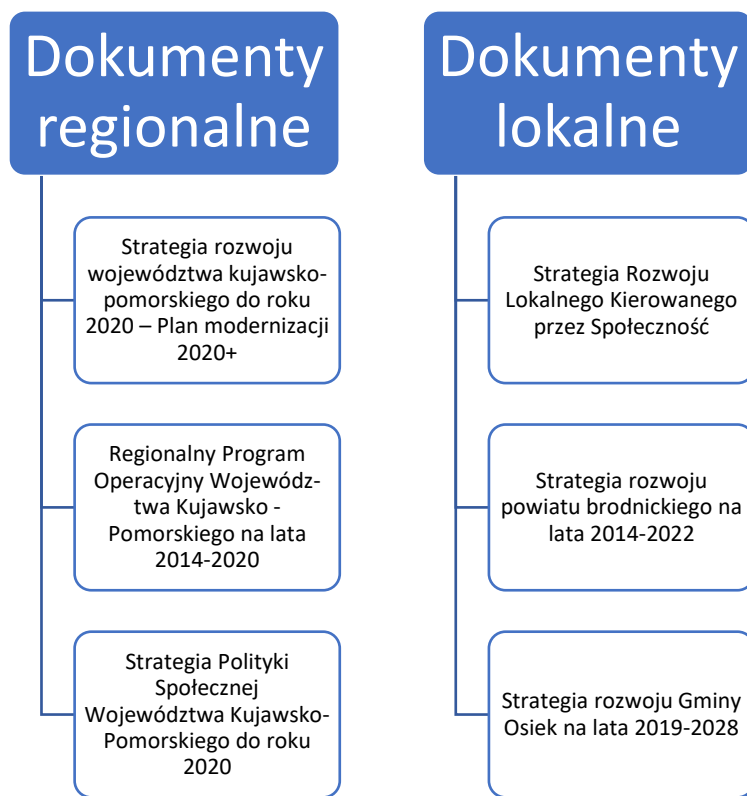 Dokumenty
regionalne
Strategia rozwoju
województwa kujawsko-
pomorskiego do roku
2020 – Plan modernizacji
2020+
Regionalny Program
Operacyjny Wojewódz-
twa Kujawsko -
Pomorskiego na lata
2014-2020
Strategia Polityki
Społecznej
Województwa Kujawsko-
Pomorskiego do roku
2020
Dokumenty
lokalne
Strategia Rozwoju
Lokalnego Kierowanego
przez Społeczność
Strategia rozwoju
powiatu brodnickiego na
lata 2014-2022
Strategia rozwoju Gminy
Osiek na lata 2019-2028